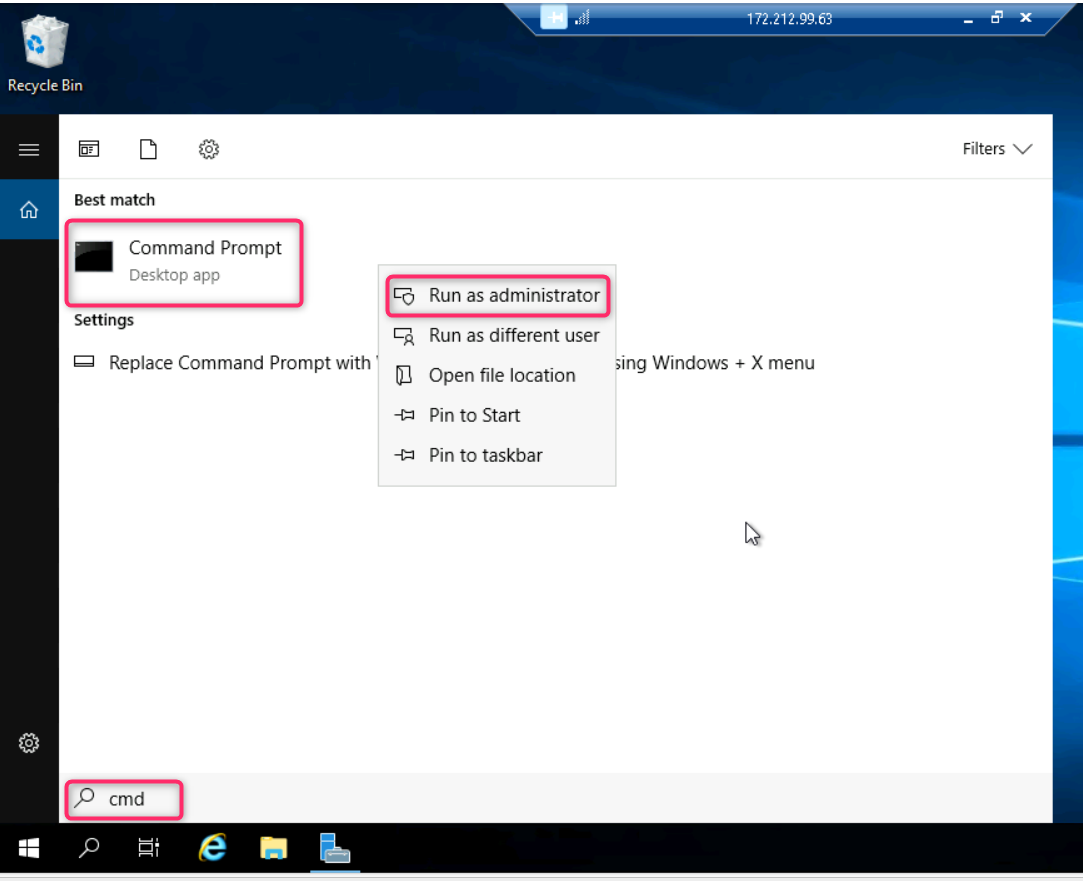 172.212.99.63
Recycle Bin
Filters
Best match
Command Prompt
Desktop app
Run as administrator
Settings
Run as different user
Replace Command Prompt with
sing Windows + X menu
Open file location
Pin to Start
Pin to taskbar
cmd